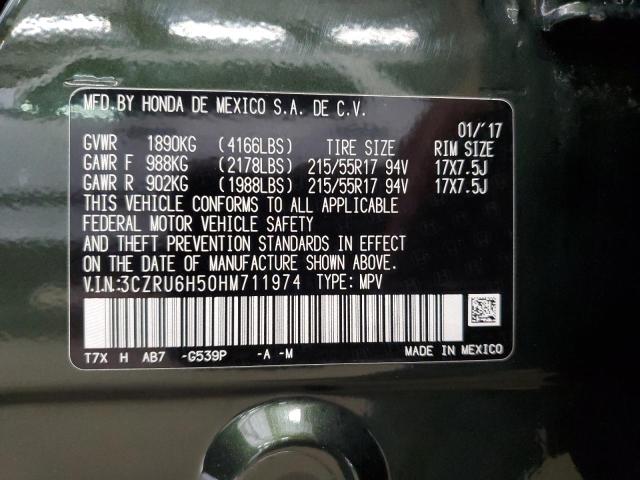 MFD.BY HONDA DE MEXICO S.A. DE C.V.
01/'17
GVWR 1890KG (4166LBS) TIRE SIZE RIM SIZE
GAWR F 988KG (2178LBS) 215/55R17 94V 17X7.5J
GAWR R 902KG (1988LBS) 215/55R17 94V 17X7.5J
THIS VEHICLE CONFORMS TO ALL APPLICABLE
FEDERAL MOTOR VEHICLE SAFETY
AND THEFT PREVENTION STANDARDS IN EFFECT
ON THE DATE OF MANUFACTURE SHOWN ABOVE.
V.I.N.:3CZRU6H50HM711974 TYPE: MPV
T7X H AB7 -G539P -A -M MADE IN MEXICO